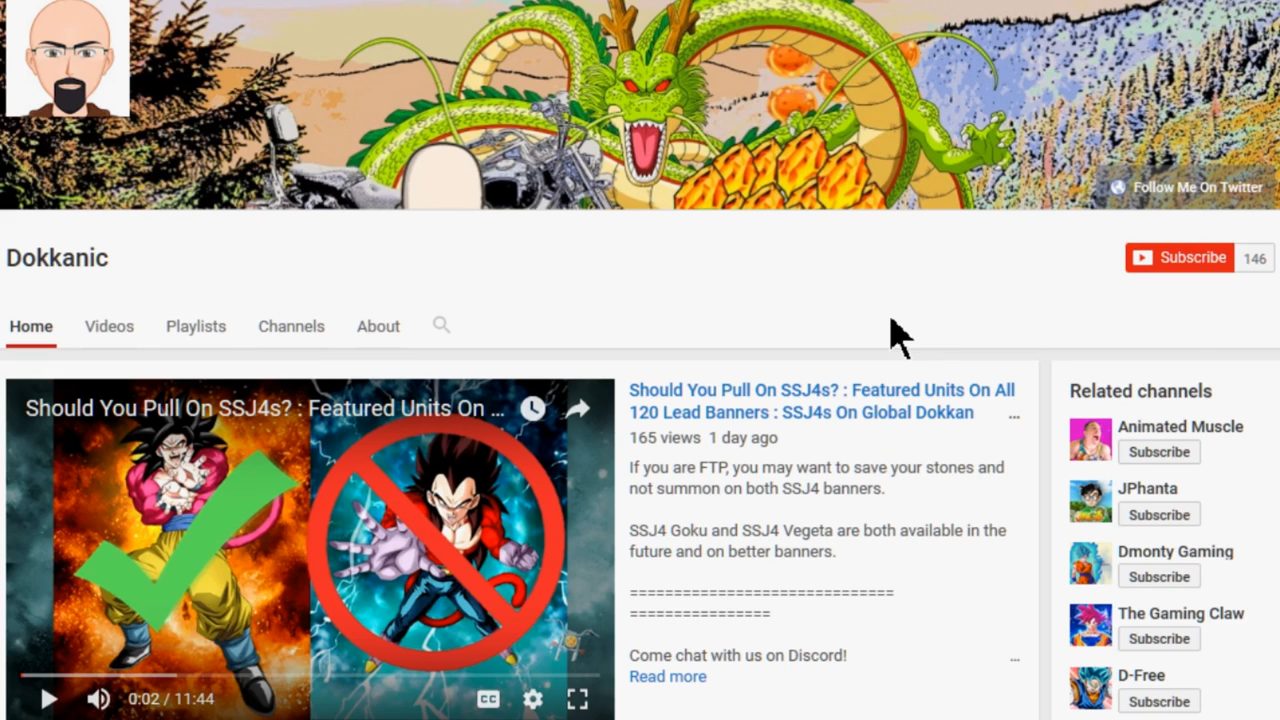 Follow Me On Twitter
Dokkanic
Subscribe 146
Home Videos Playlists Channels About
Should You Pull On SSJ4s? : Featured Units On ...
0:02 / 11:44
CC
Should You Pull On SSJ4s? : Featured Units On All
120 Lead Banners : SSJ4s On Global Dokkan
165 views 1 day ago
If you are FTP, you may want to save your stones and
not summon on both SSJ4 banners.
SSJ4 Goku and SSJ4 Vegeta are both available in the
future and on better banners.
==============================
================
Come chat with us on Discord!
Read more
Related channels
Animated Muscle
Subscribe
JPhanta
Subscribe
Dmonty Gaming
Subscribe
The Gaming Claw
Subscribe
D-Free
Subscribe